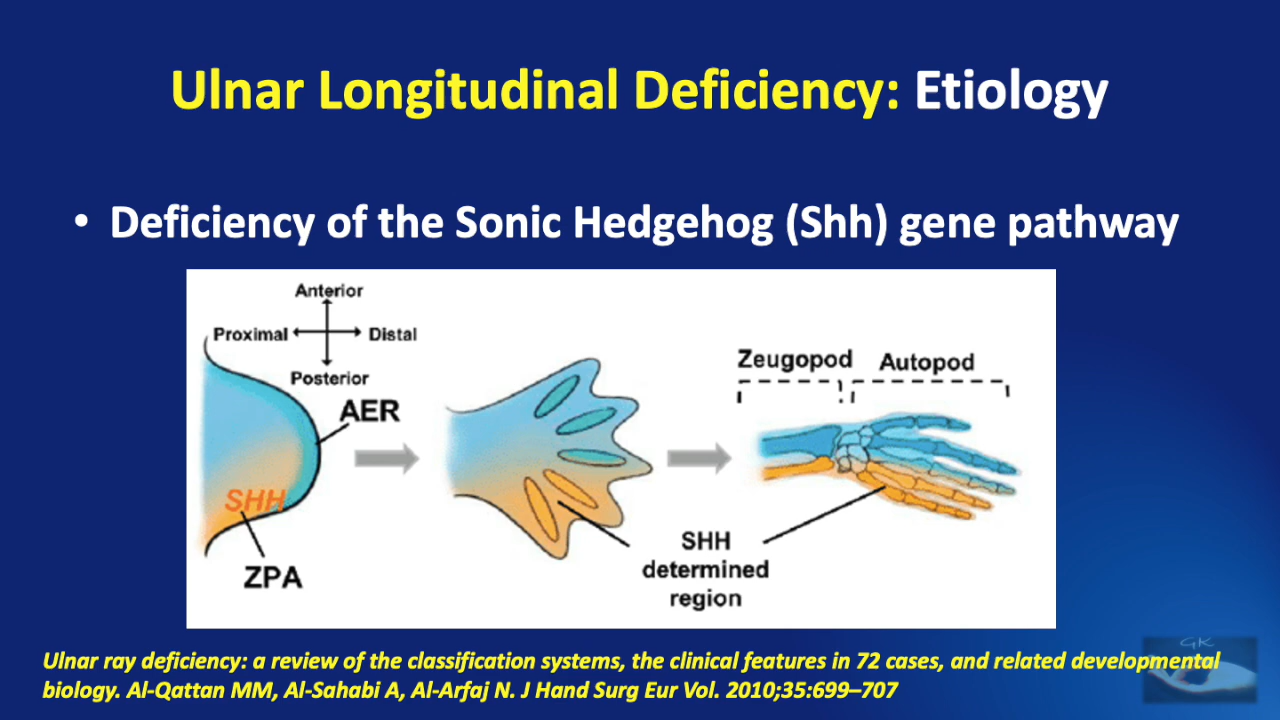 Ulnar Longitudinal Deficiency: Etiology
• Deficiency of the Sonic Hedgehog (Shh) gene pathway
Anterior
Proximal
Distal
Posterior
AER
SHH
ZPA
Zeugopod
Autopod
SHH
determined
region
Ulnar ray deficiency: a review of the classification systems, the clinical features in 72 cases, and related developmental
biology. Al-Qattan MM, Al-Sahabi A, Al-Arfaj N. J Hand Surg Eur Vol. 2010;35:699–707
GK